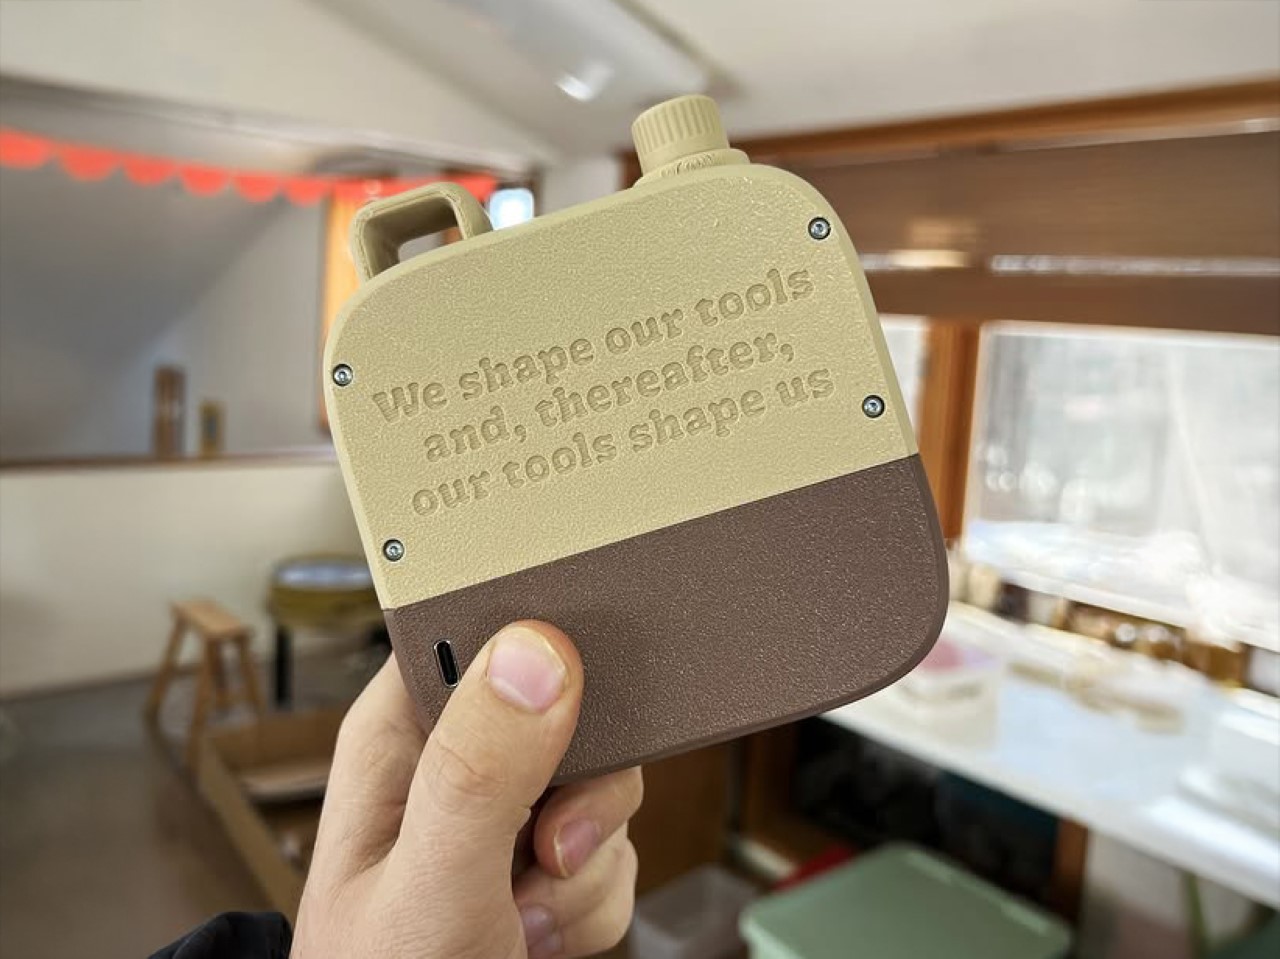 We shape our tools
and, thereafter,
our tools shape us